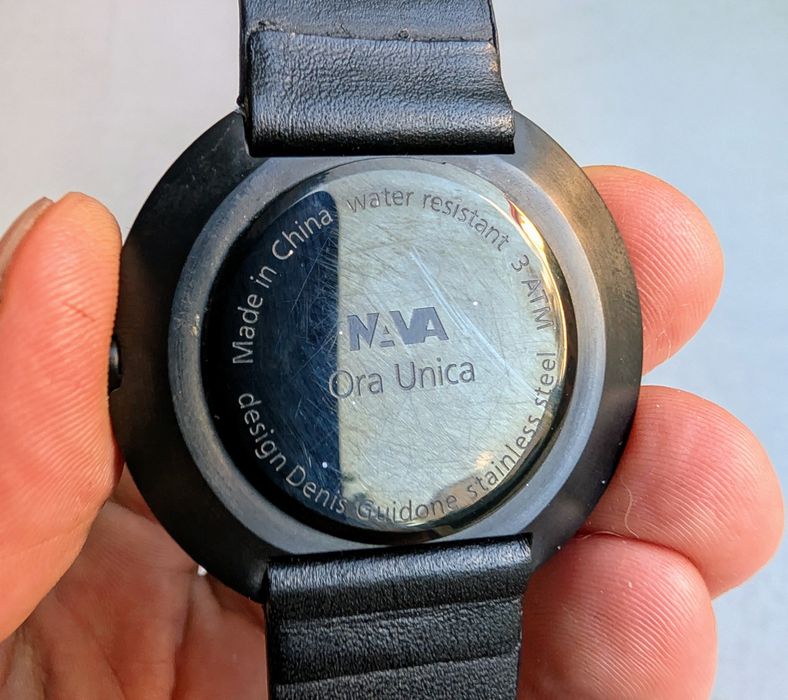 Made in China water resistant 3 ATM
NAVA
Ora Unica
design Denis Guidone stainless steel